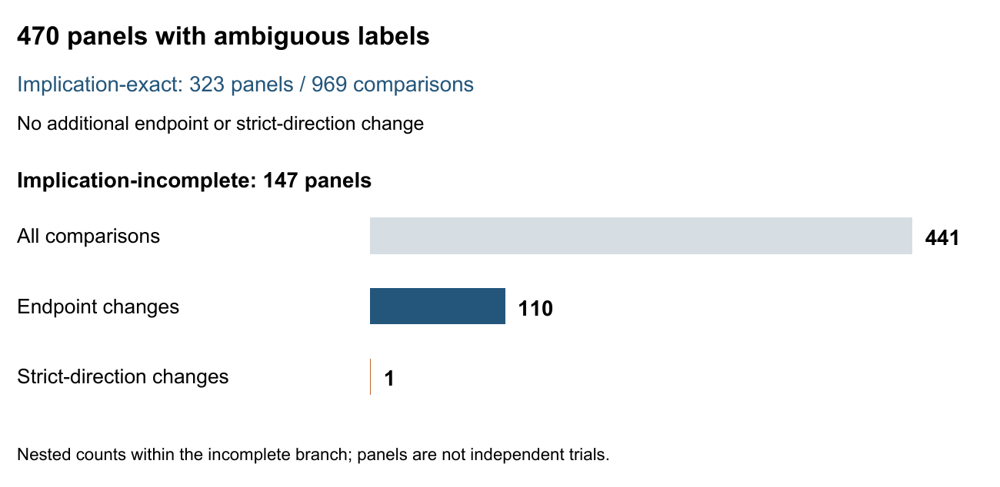 470 panels with ambiguous labels
Implication-exact: 323 panels / 969 comparisons
No additional endpoint or strict-direction change
Implication-incomplete: 147 panels
All comparisons 441
Endpoint changes 110
Strict-direction changes 1
Nested counts within the incomplete branch; panels are not independent trials.